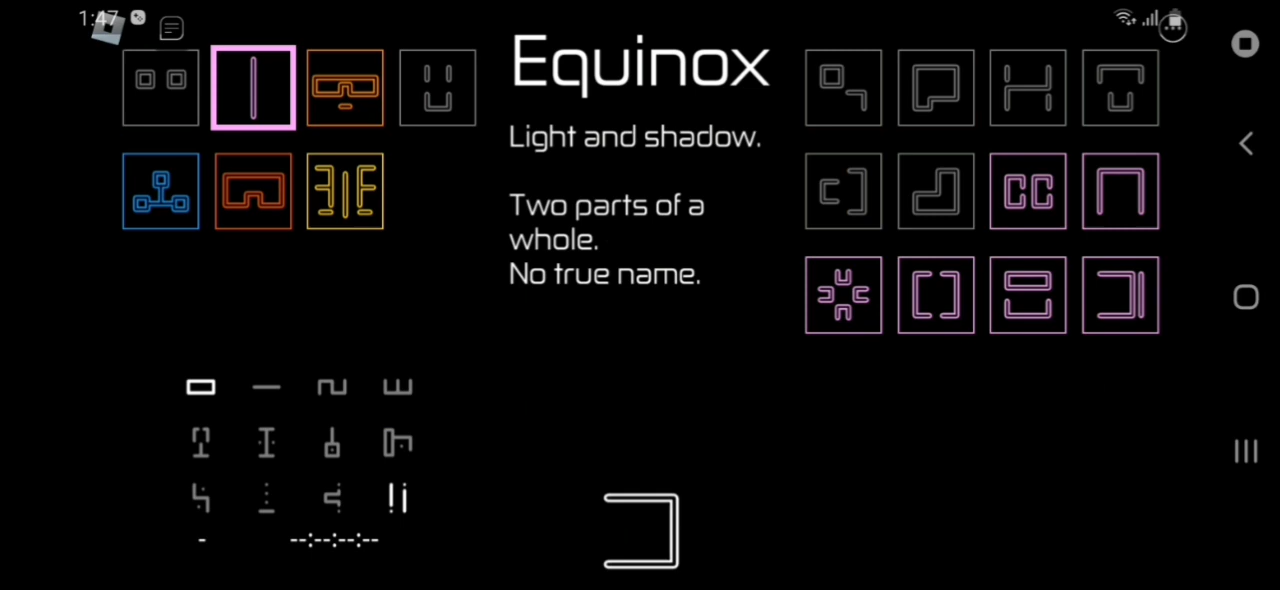 1:47
Equinox
Light and shadow.
Two parts of a
whole.
No true name.
- --:--:--:--